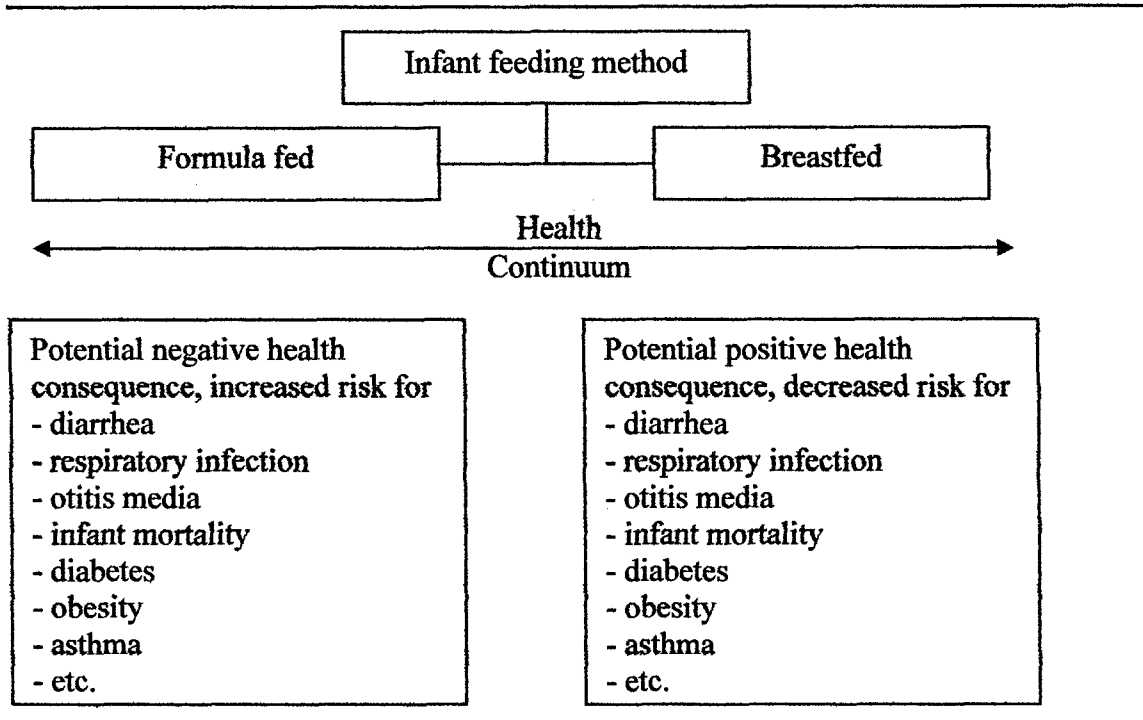 Infant feeding method
Formula fed
Breastfed
Health
Continuum
Potential negative health
consequence, increased risk for
- diarrhea
- respiratory infection
- otitis media
- infant mortality
- diabetes
- obesity
- asthma
- etc.
Potential positive health
consequence, decreased risk for
- diarrhea
- respiratory infection
- otitis media
- infant mortality
- diabetes
- obesity
- asthma
- etc.